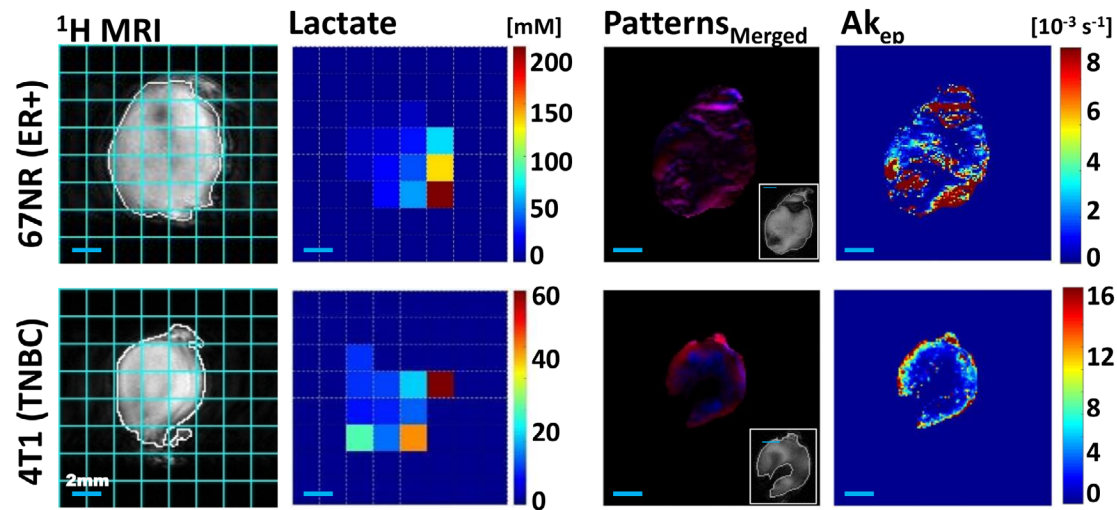 ¹H MRI
Lactate
[mM]
Patterns_Merged
Ak_ep
[10⁻³ s⁻¹]
67NR (ER+)
200
150
100
50
0
8
6
4
2
0
4T1 (TNBC)
2mm
60
40
20
0
16
12
8
4
0